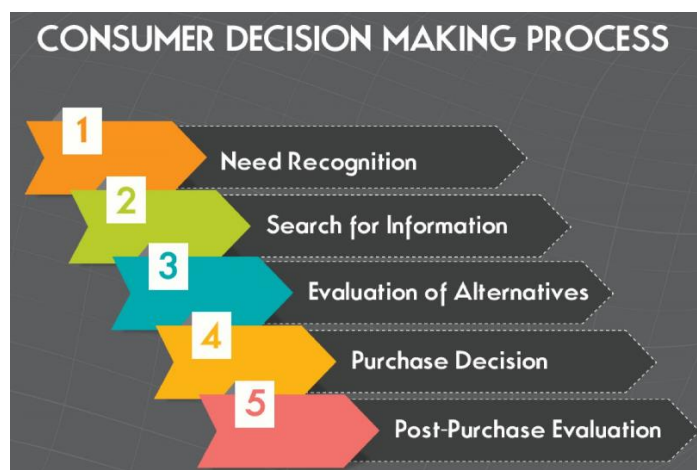 CONSUMER DECISION MAKING PROCESS
1
Need Recognition
2
Search for Information
3
Evaluation of Alternatives
4
Purchase Decision
5
Post-Purchase Evaluation